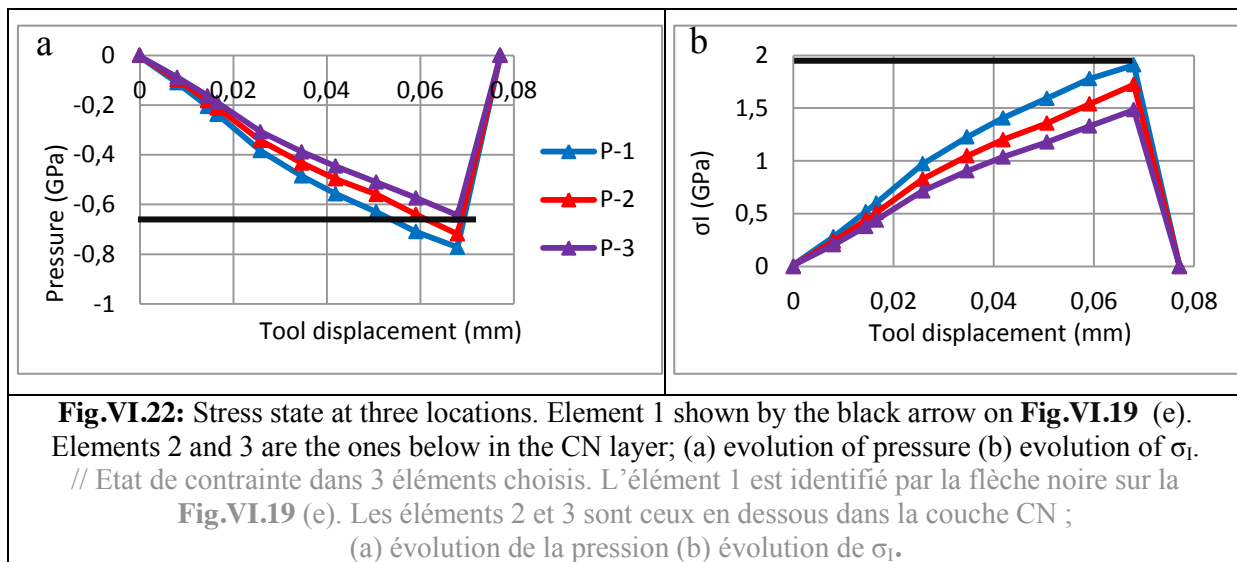 a
0
-0,2
-0,4
-0,6
-0,8
-1
0
0,02
0,04
0,06
0,08
Pressure (GPa)
Tool displacement (mm)
P-1
P-2
P-3
b
2
1,5
1
0,5
0
0
0,02
0,04
0,06
0,08
σI (GPa)
Tool displacement (mm)
Fig.VI.22: Stress state at three locations. Element 1 shown by the black arrow on Fig.VI.19 (e).
Elements 2 and 3 are the ones below in the CN layer; (a) evolution of pressure (b) evolution of σI.
// Etat de contrainte dans 3 éléments choisis. L'élément 1 est identifié par la flèche noire sur la
Fig.VI.19 (e). Les éléments 2 et 3 sont ceux en dessous dans la couche CN ;
(a) évolution de la pression (b) évolution de σI.